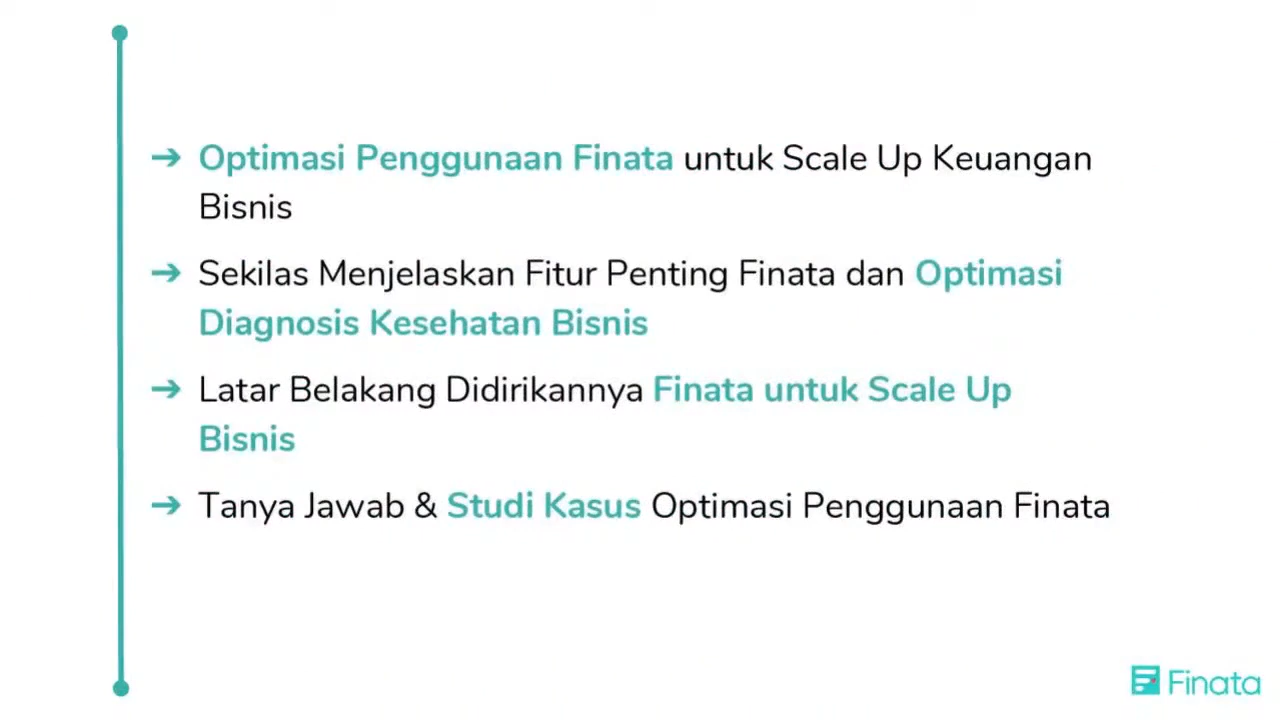 ➔ Optimasi Penggunaan Finata untuk Scale Up Keuangan
Bisnis
➔ Sekilas Menjelaskan Fitur Penting Finata dan Optimasi
Diagnosis Kesehatan Bisnis
➔ Latar Belakang Didirikannya Finata untuk Scale Up
Bisnis
➔ Tanya Jawab & Studi Kasus Optimasi Penggunaan Finata
Finata